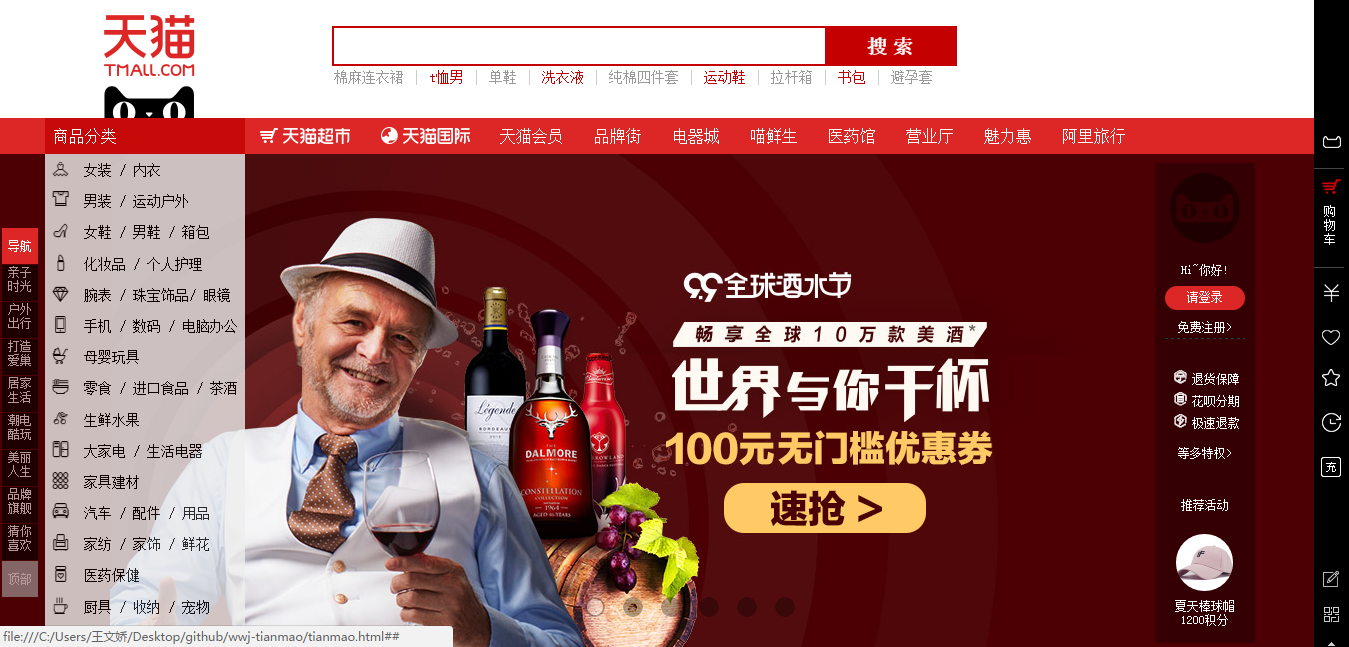 天猫
TMALL.COM
搜 索
棉麻连衣裙 | t恤男 | 单鞋 | 洗衣液 | 纯棉四件套 | 运动鞋 | 拉杆箱 | 书包 | 避孕套
商品分类
天猫超市 天猫国际 天猫会员 品牌街 电器城 喵鲜生 医药馆 营业厅 魅力惠 阿里旅行
女装 / 内衣
男装 / 运动户外
女鞋 / 男鞋 / 箱包
化妆品 / 个人护理
腕表 / 珠宝饰品/ 眼镜
手机 / 数码 / 电脑办公
母婴玩具
零食 / 进口食品 / 茶酒
生鲜水果
大家电 / 生活电器
家具建材
汽车 / 配件 / 用品
家纺 / 家饰 / 鲜花
医药保健
厨具 / 收纳 / 宠物
导航
亲子
时光
户外
出行
打造
爱巢
居家
生活
潮电
酷玩
美丽
人生
品牌
旗舰
猜你
喜欢
顶部
99全球酒水节
畅享全球10万款美酒*
世界与你干杯
100元无门槛优惠券
速抢 >
Légende
BORDEAUX
THE
DALMORE
CONSTELLATION
1964
Budweiser
Hi~你好!
请登录
免费注册>
退货保障
花呗分期
极速退款
等多特权>
推荐活动
夏天棒球帽
1200积分
购
物
车
充
file:///C:/Users/王文娇/Desktop/github/wwj-tianmao/tianmao.html##